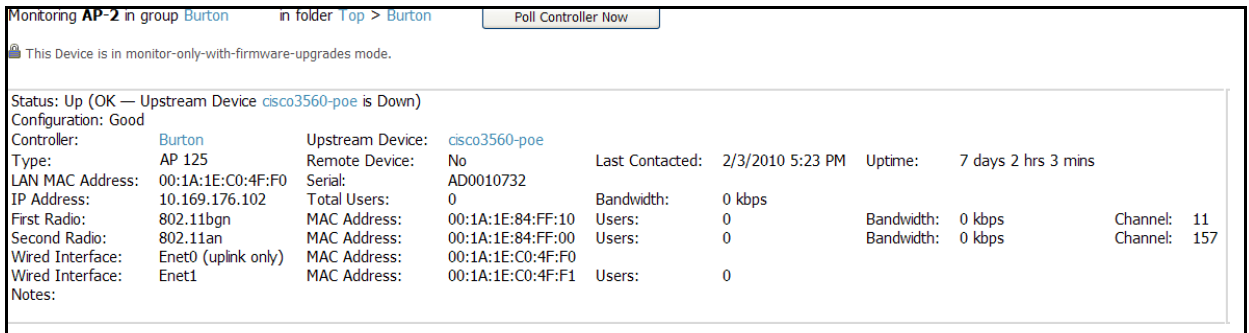 Monitoring AP-2 in group Burton in folder Top > Burton Poll Controller Now
This Device is in monitor-only-with-firmware-upgrades mode.
Status: Up (OK — Upstream Device cisco3560-poe is Down)
Configuration: Good
Controller: Burton Upstream Device: cisco3560-poe
Type: AP 125 Remote Device: No Last Contacted: 2/3/2010 5:23 PM Uptime: 7 days 2 hrs 3 mins
LAN MAC Address: 00:1A:1E:C0:4F:F0 Serial: AD0010732
IP Address: 10.169.176.102 Total Users: 0 Bandwidth: 0 kbps
First Radio: 802.11bgn MAC Address: 00:1A:1E:84:FF:10 Users: 0 Bandwidth: 0 kbps Channel: 11
Second Radio: 802.11an MAC Address: 00:1A:1E:84:FF:00 Users: 0 Bandwidth: 0 kbps Channel: 157
Wired Interface: Enet0 (uplink only) MAC Address: 00:1A:1E:C0:4F:F0
Wired Interface: Enet1 MAC Address: 00:1A:1E:C0:4F:F1 Users: 0
Notes: